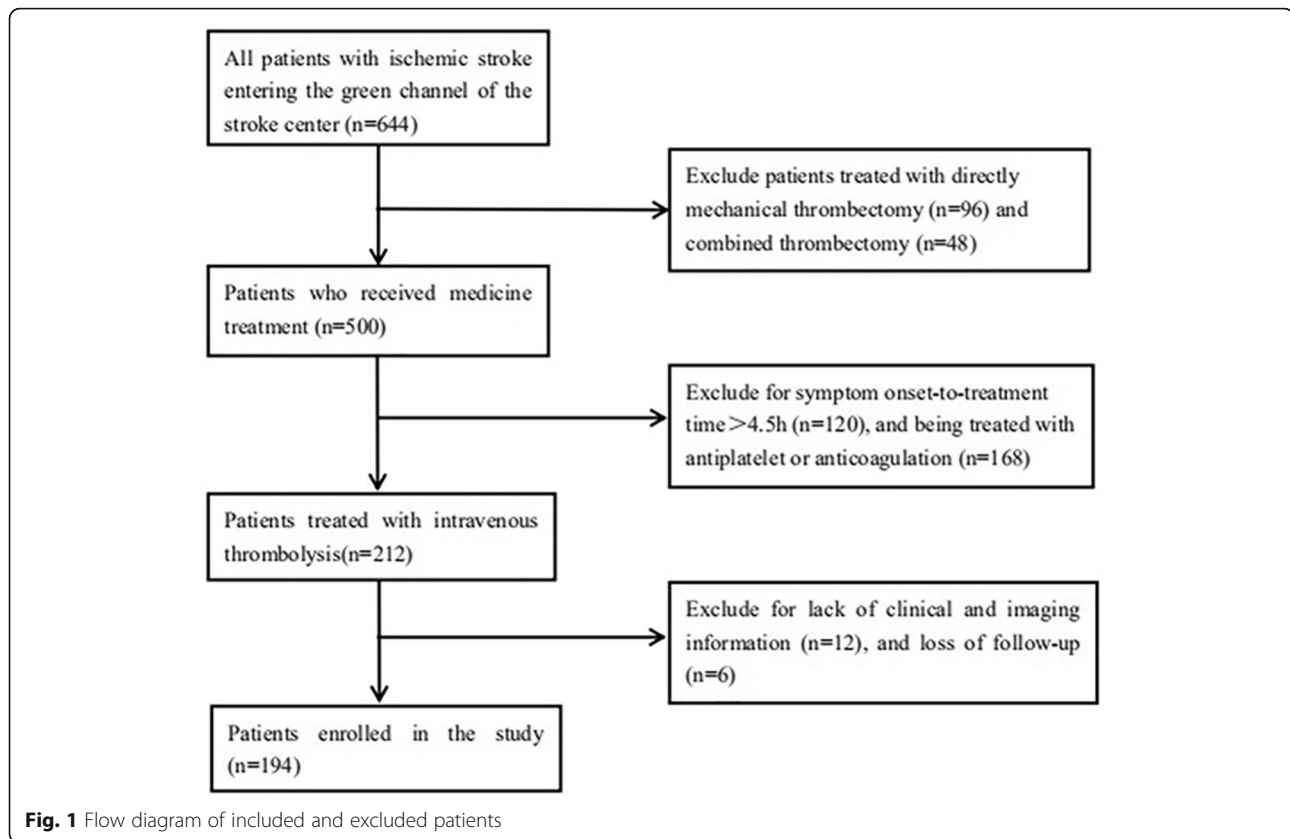 All patients with ischemic stroke
entering the green channel of the
stroke center (n=644)
Exclude patients treated with directly
mechanical thrombectomy (n=96) and
combined thrombectomy (n=48)
Patients who received medicine
treatment (n=500)
Exclude for symptom onset-to-treatment
time＞4.5h (n=120), and being treated with
antiplatelet or anticoagulation (n=168)
Patients treated with intravenous
thrombolysis(n=212)
Exclude for lack of clinical and imaging
information (n=12), and loss of follow-up
(n=6)
Patients enrolled in the study
(n=194)
Fig. 1 Flow diagram of included and excluded patients